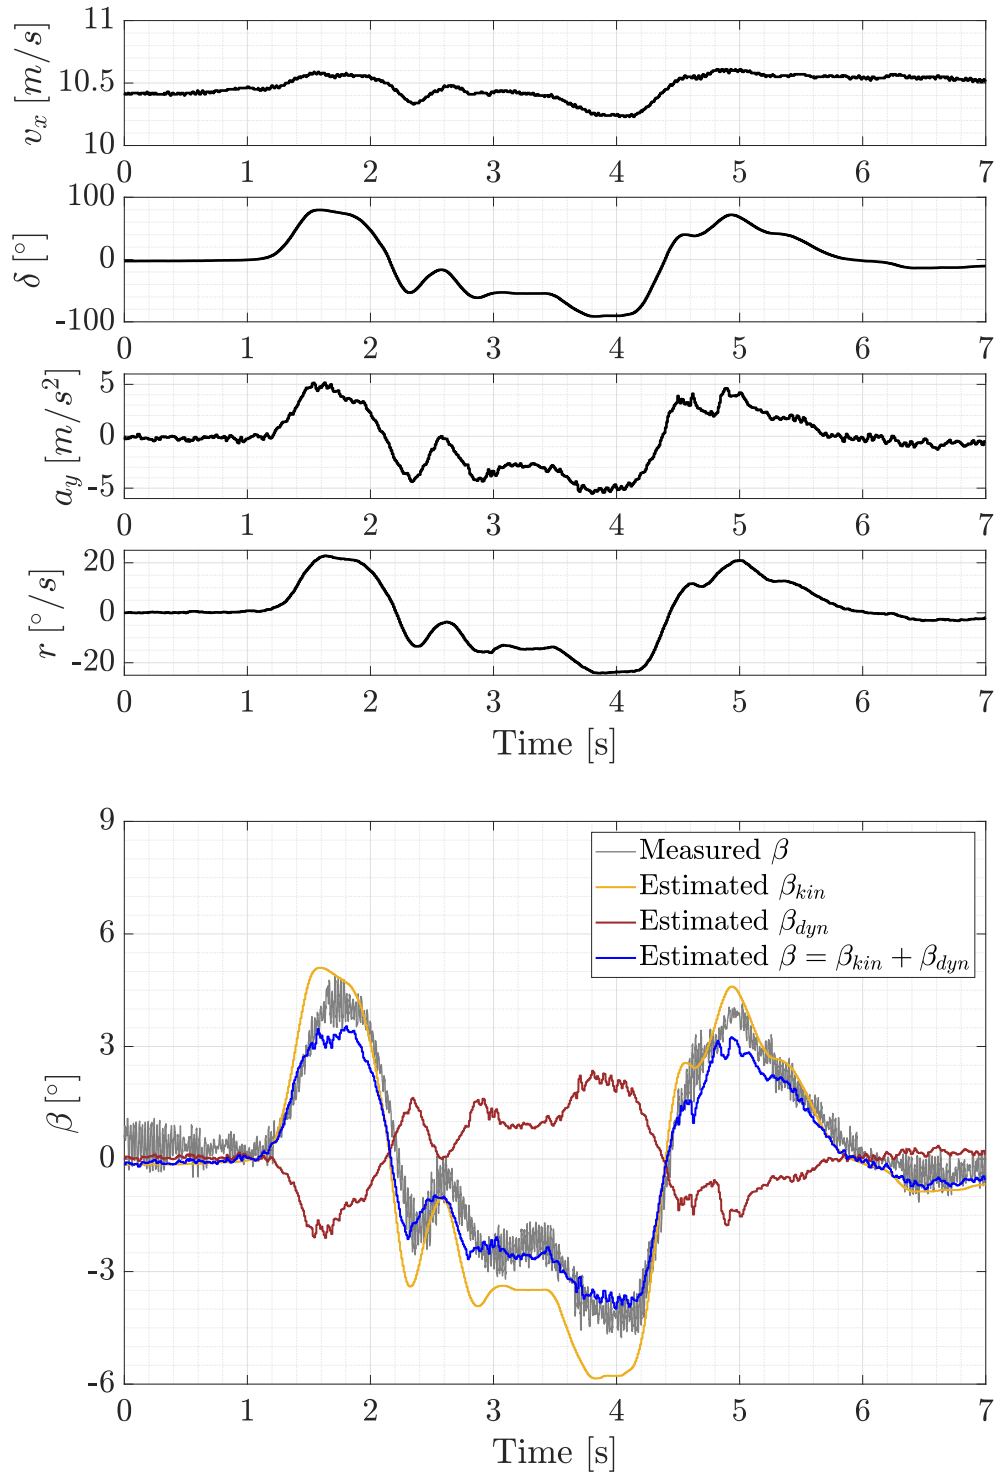 11
10.5
10
v_x [m/s]
0 1 2 3 4 5 6 7
100
0
-100
δ [°]
0 1 2 3 4 5 6 7
5
0
-5
a_y [m/s²]
0 1 2 3 4 5 6 7
20
0
-20
r [°/s]
0 1 2 3 4 5 6 7
Time [s]
9
6
3
0
-3
-6
β [°]
Measured β
Estimated β_kin
Estimated β_dyn
Estimated β = β_kin + β_dyn
0 1 2 3 4 5 6 7
Time [s]